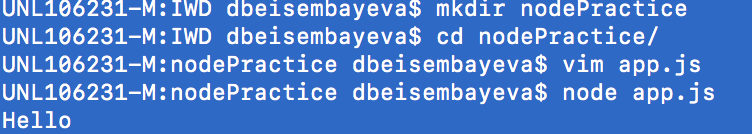 UNL106231-M:IWD dbeisembayeva$ mkdir nodePractice
UNL106231-M:IWD dbeisembayeva$ cd nodePractice/
UNL106231-M:nodePractice dbeisembayeva$ vim app.js
UNL106231-M:nodePractice dbeisembayeva$ node app.js
Hello